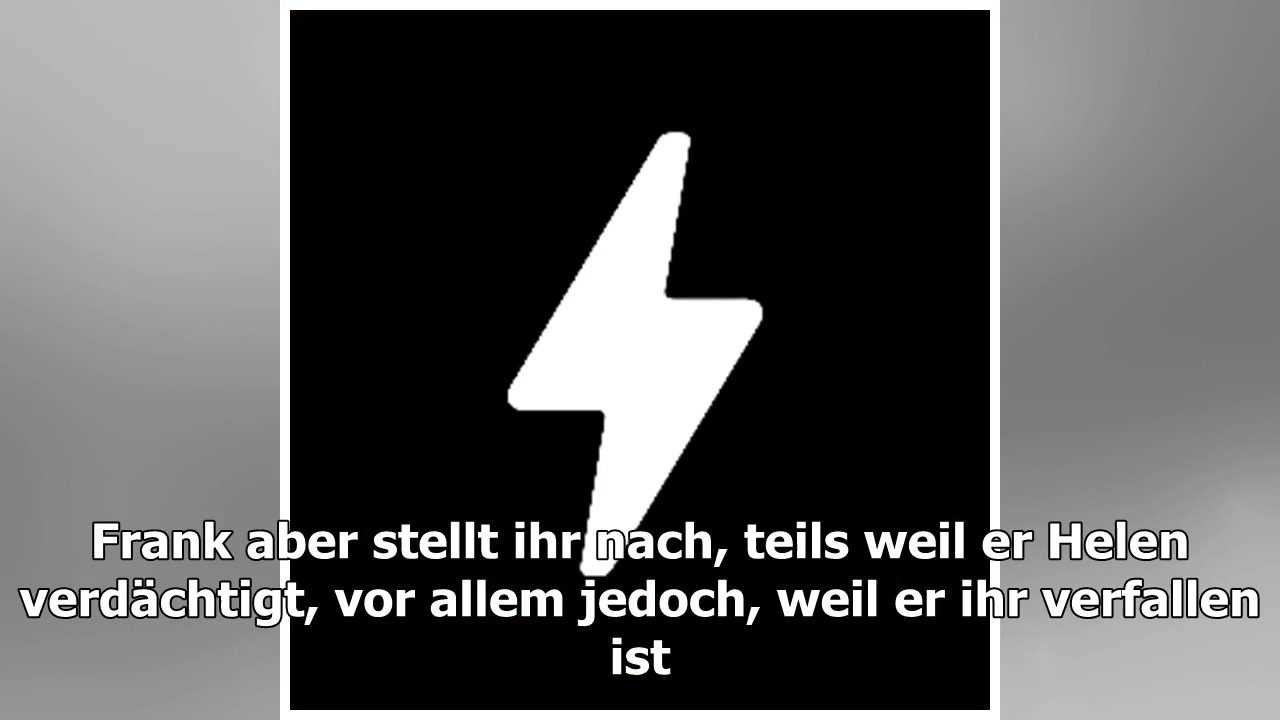 Frank aber stellt ihr nach, teils weil er Helen
verdächtigt, vor allem jedoch, weil er ihr verfallen
ist